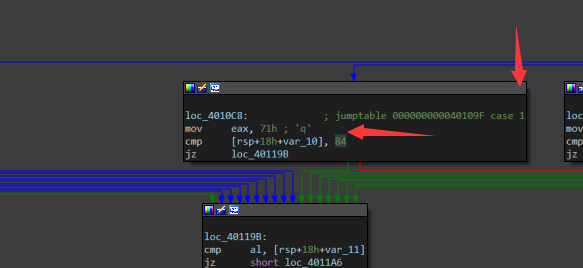 loc_4010C8: ; jumptable 000000000040109F case 1
mov eax, 71h ; 'q'
cmp [rsp+18h+var_10], 84
jz loc_40119B
loc_40119B:
cmp al, [rsp+18h+var_11]
jz short loc_4011A6
loc
mov
cmp
jz